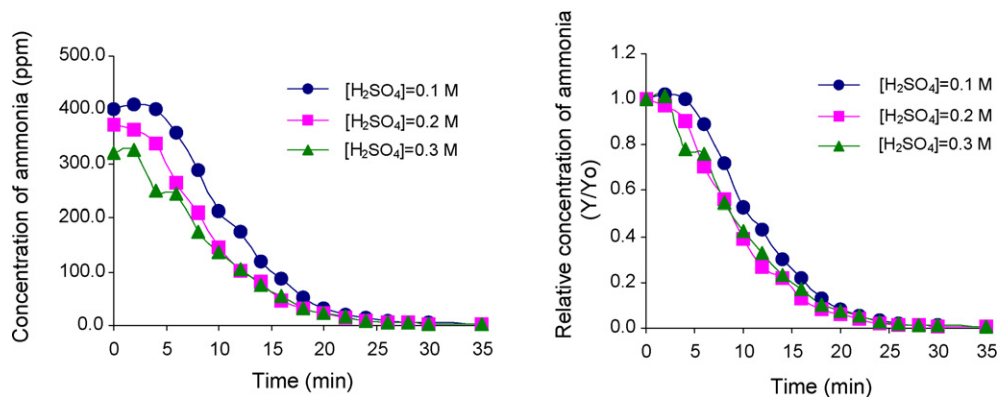 Concentration of ammonia (ppm)
500.0
400.0
300.0
200.0
100.0
0.0
0 5 10 15 20 25 30 35
Time (min)
[H₂SO₄]=0.1 M
[H₂SO₄]=0.2 M
[H₂SO₄]=0.3 M
Relative concentration of ammonia
(Y/Yo)
1.2
1.0
0.8
0.6
0.4
0.2
0.0
0 5 10 15 20 25 30 35
Time (min)
[H₂SO₄]=0.1 M
[H₂SO₄]=0.2 M
[H₂SO₄]=0.3 M